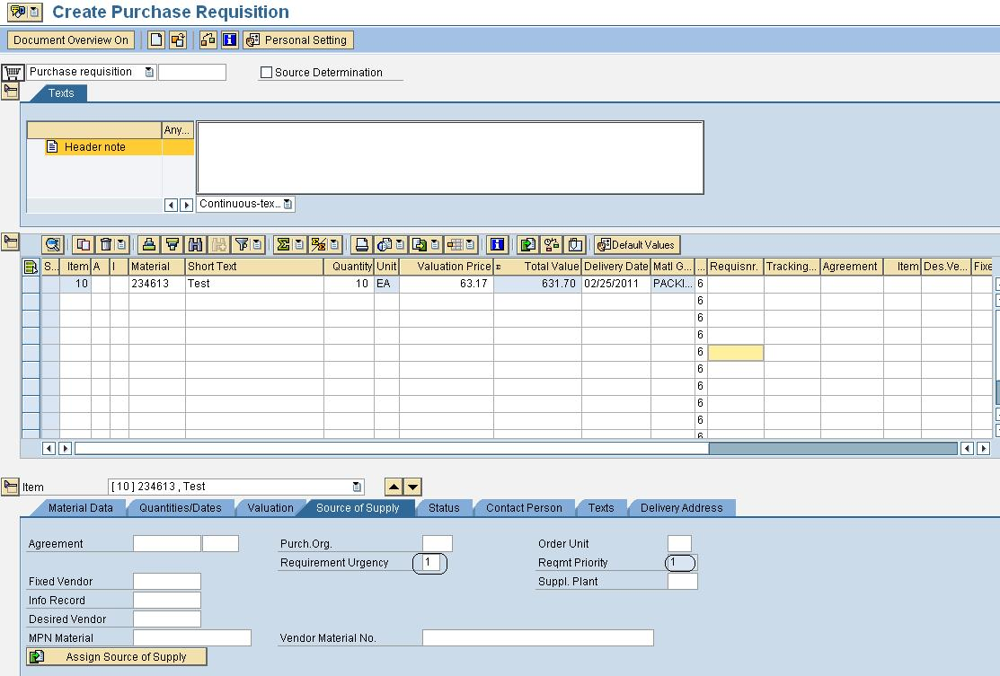 Create Purchase Requisition
Document Overview On Personal Setting
Purchase requisition Source Determination
Texts
Any...
Header note
Continuous-tex...
Default Values
S... Item A I Material Short Text Quantity Unit Valuation Price Σ Total Value Delivery Date Matl G... ... Requisnr. Tracking... Agreement Item Des.Ve... Fixe
10 234613 Test 10 EA 63.17 631.70 02/25/2011 PACKI... 6
6
6
6
6
6
6
6
6
6
Item [ 10 ] 234613 , Test
Material Data Quantities/Dates Valuation Source of Supply Status Contact Person Texts Delivery Address
Agreement Purch.Org. Order Unit
Requirement Urgency 1 Reqmt Priority 1
Fixed Vendor Suppl. Plant
Info Record
Desired Vendor
MPN Material Vendor Material No.
Assign Source of Supply